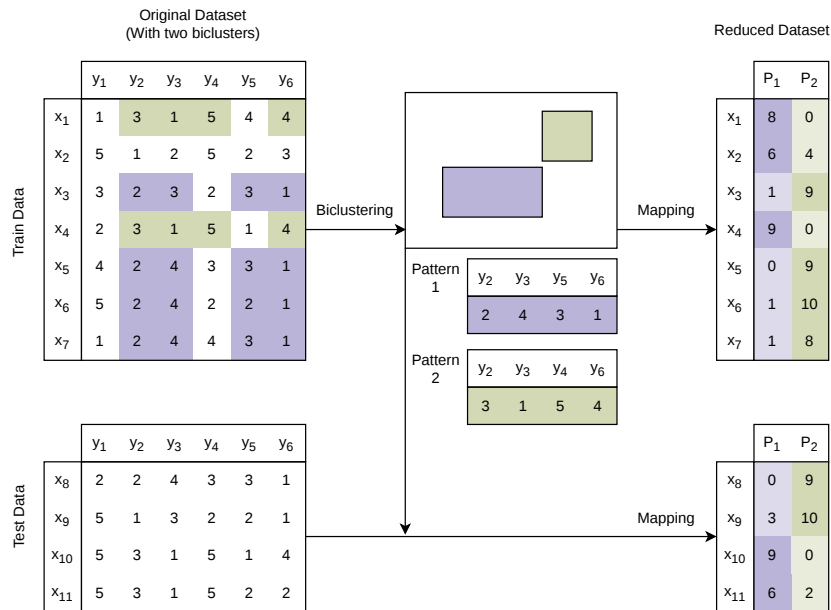 Original Dataset
(With two biclusters)
Reduced Dataset
y1 y2 y3 y4 y5 y6
Train Data
x1 1 3 1 5 4 4
x2 5 1 2 5 2 3
x3 3 2 3 2 3 1
x4 2 3 1 5 1 4
x5 4 2 4 3 3 1
x6 5 2 4 2 2 1
x7 1 2 4 4 3 1
Biclustering
Mapping
Pattern
1
y2 y3 y5 y6
2 4 3 1
Pattern
2
y2 y3 y4 y6
3 1 5 4
P1 P2
x1 8 0
x2 6 4
x3 1 9
x4 9 0
x5 0 9
x6 1 10
x7 1 8
y1 y2 y3 y4 y5 y6
Test Data
x8 2 2 4 3 3 1
x9 5 1 3 2 2 1
x10 5 3 1 5 1 4
x11 5 3 1 5 2 2
Mapping
P1 P2
x8 0 9
x9 3 10
x10 9 0
x11 6 2